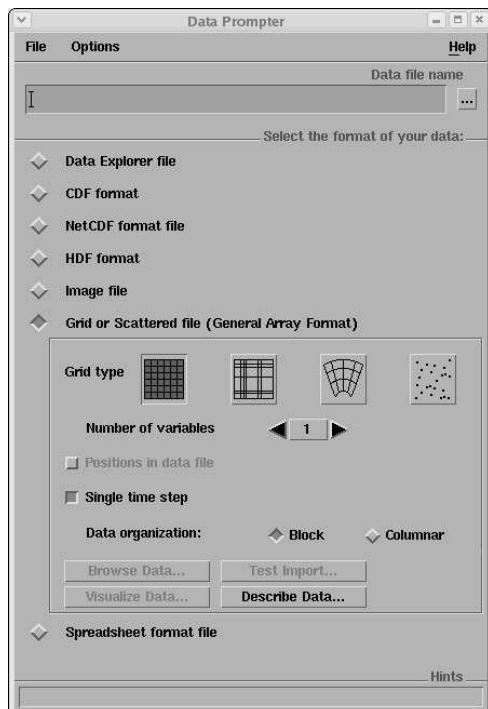 Data Prompter
File Options Help
Data file name
...
Select the format of your data:
Data Explorer file
CDF format
NetCDF format file
HDF format
Image file
Grid or Scattered file (General Array Format)
Grid type
Number of variables 1
Positions in data file
Single time step
Data organization: Block Columnar
Browse Data... Test Import...
Visualize Data... Describe Data...
Spreadsheet format file
Hints